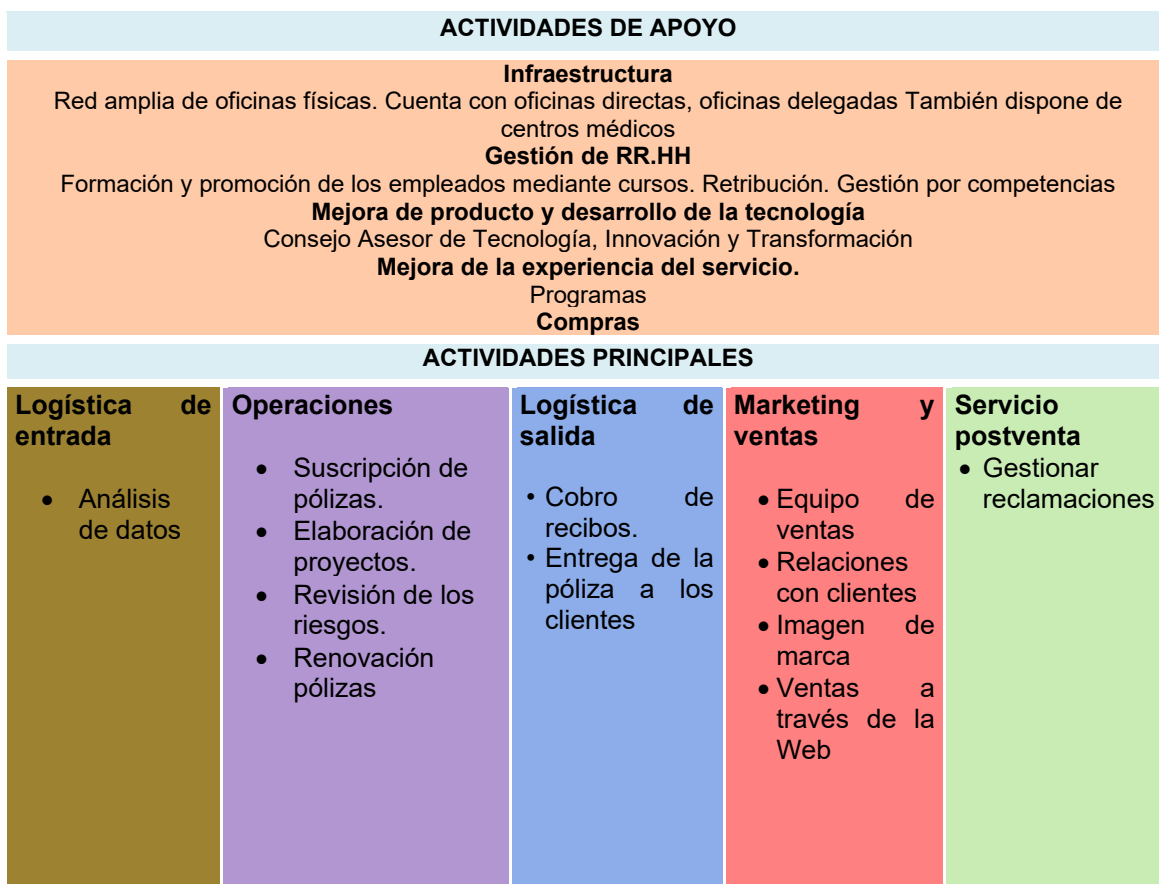 ACTIVIDADES DE APOYO
Infraestructura
Red amplia de oficinas físicas. Cuenta con oficinas directas, oficinas delegadas También dispone de
centros médicos
Gestión de RR.HH
Formación y promoción de los empleados mediante cursos. Retribución. Gestión por competencias
Mejora de producto y desarrollo de la tecnología
Consejo Asesor de Tecnología, Innovación y Transformación
Mejora de la experiencia del servicio.
Programas
Compras
ACTIVIDADES PRINCIPALES
Logística de
entrada
• Análisis
de datos
Operaciones
• Suscripción de
pólizas.
• Elaboración de
proyectos.
• Revisión de los
riesgos.
• Renovación
pólizas
Logística de
salida
• Cobro de
recibos.
• Entrega de la
póliza a los
clientes
Marketing y
ventas
• Equipo de
ventas
• Relaciones
con clientes
• Imagen de
marca
• Ventas a
través de la
Web
Servicio
postventa
• Gestionar
reclamaciones